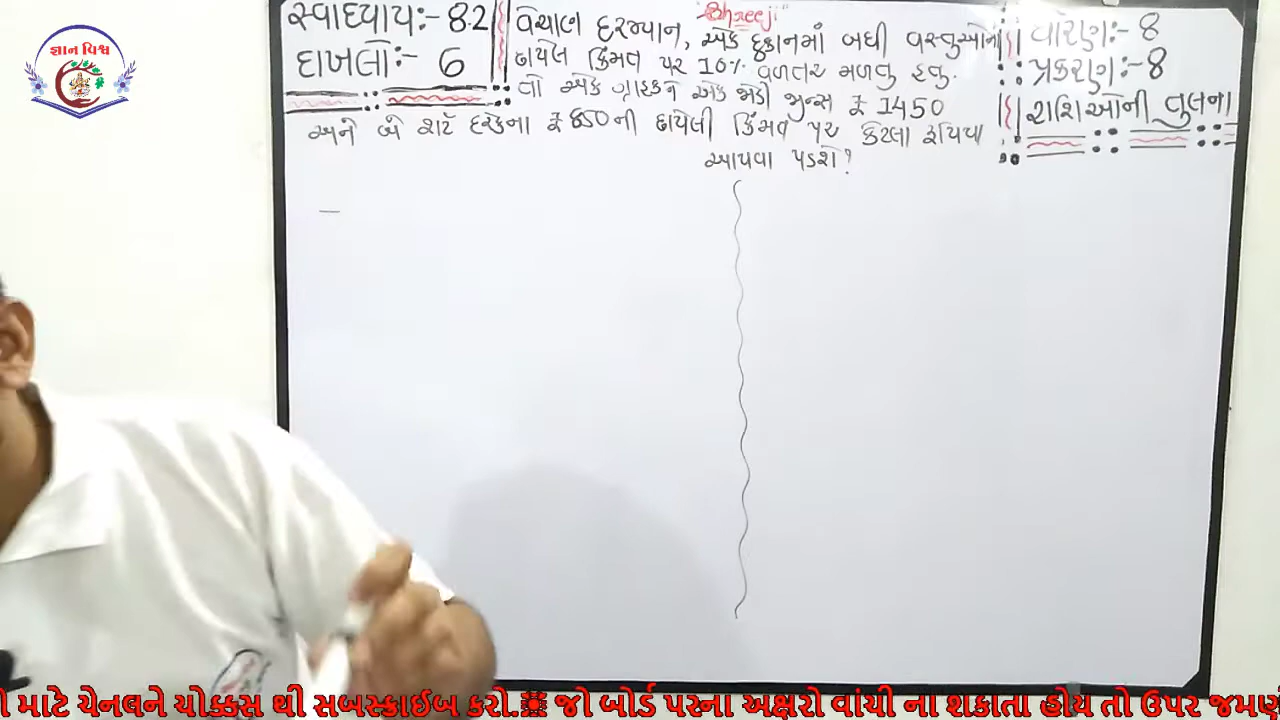 જ્ઞાન વિશ્વ
સ્વાધ્યાય:- 8.2
દાખલો:- 6
"Shreeji"
વેચાણ દરમ્યાન, એક દુકાનમાં બધી વસ્તુઓની
છાપેલ કિંમત પર 10% વળતર મળતુ હતુ.
તો એક ગ્રાહકને એક જોડી જીન્સ ₹ 1450
અને બે શર્ટ દરેકના ₹ 850 ની છાપેલી કિંમત પર કેટલા રૂપિયા
આપવા પડશે?
ધોરણ:- 8
પ્રકરણ:- 8
રાશિઓની તુલના
માટે ચેનલને ચોક્કસ થી સબસ્ક્રાઈબ કરો. જો બોર્ડ પરના અક્ષરો વાંચી ના શકાતા હોય તો ઉપર જમણ